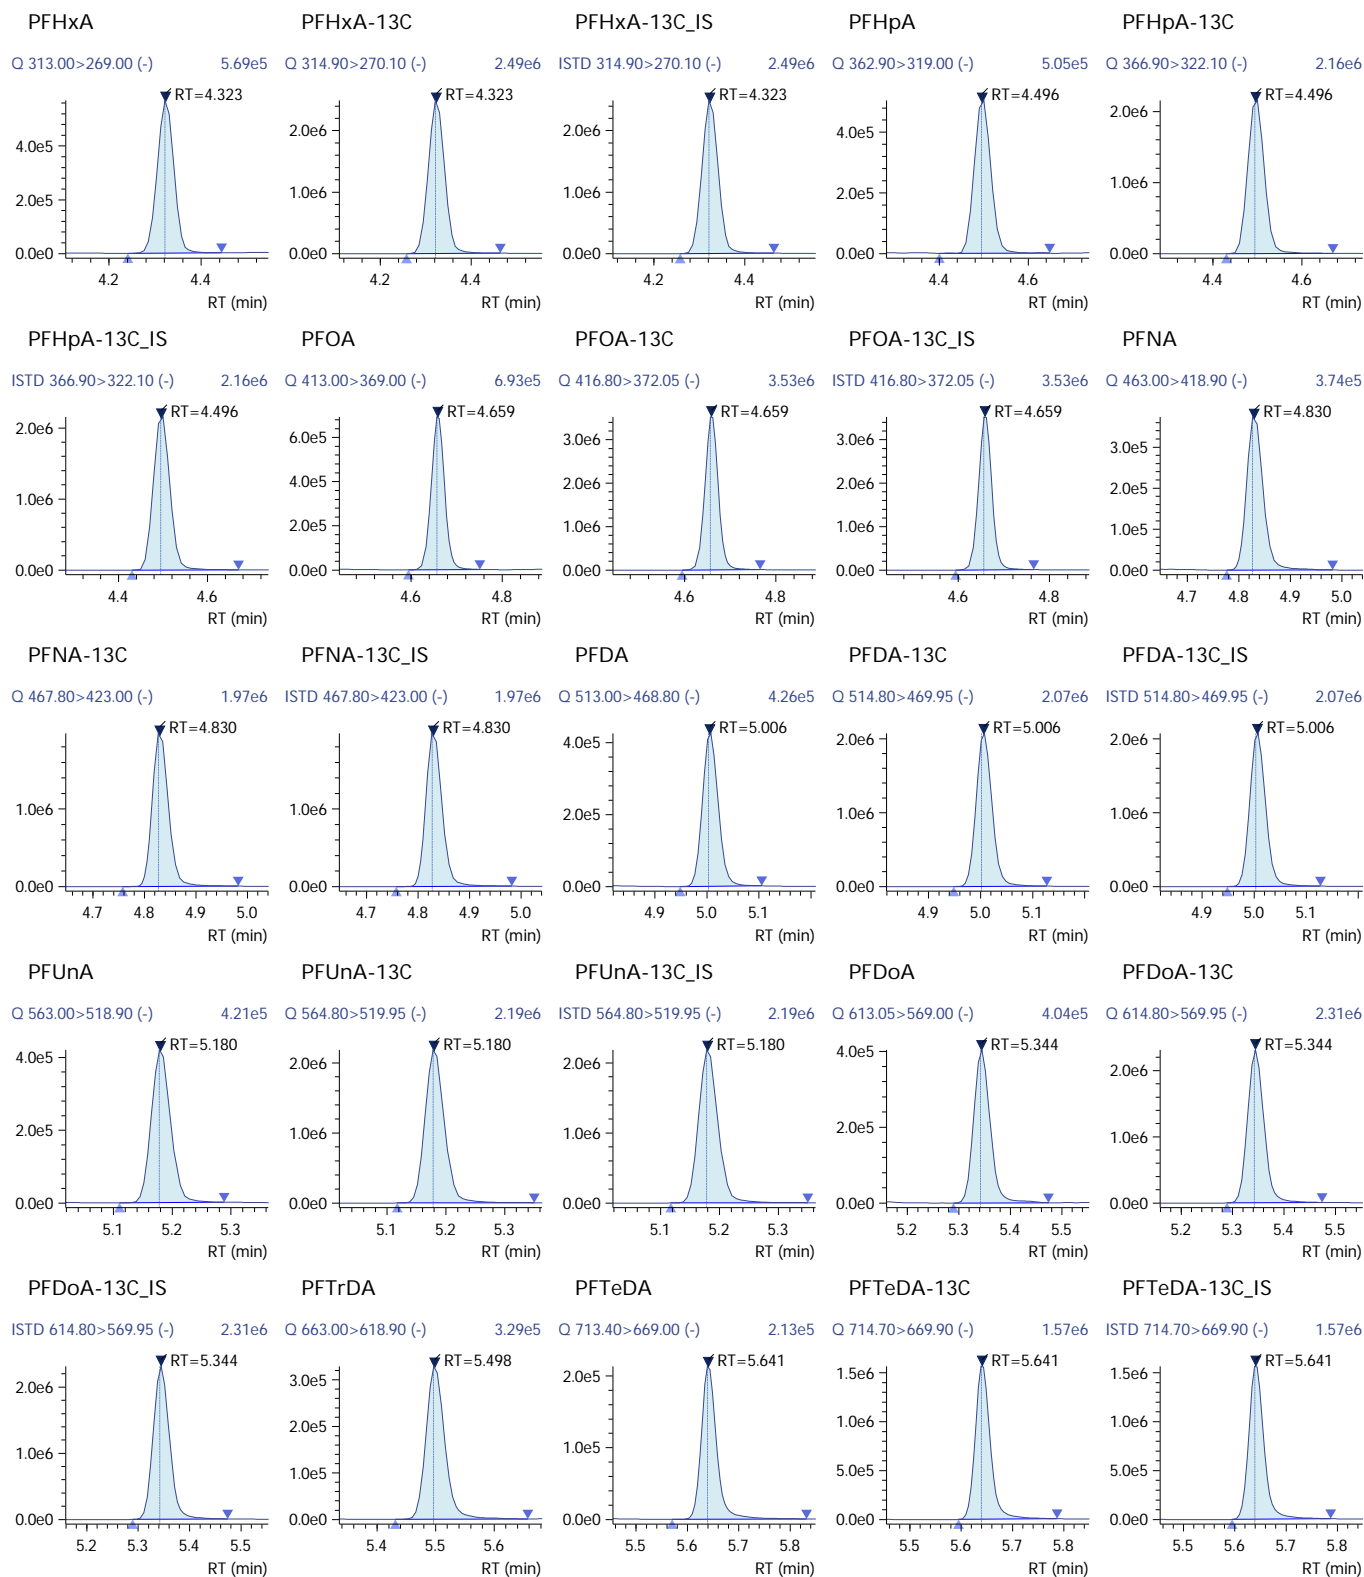 PFHxA
Q 313.00>269.00 (-) 5.69e5
RT=4.323
4.0e5
2.0e5
0.0e0
4.2 4.4
RT (min)
PFHxA-13C
Q 314.90>270.10 (-) 2.49e6
RT=4.323
2.0e6
1.0e6
0.0e0
4.2 4.4
RT (min)
PFHxA-13C_IS
ISTD 314.90>270.10 (-) 2.49e6
RT=4.323
2.0e6
1.0e6
0.0e0
4.2 4.4
RT (min)
PFHpA
Q 362.90>319.00 (-) 5.05e5
RT=4.496
4.0e5
2.0e5
0.0e0
4.4 4.6
RT (min)
PFHpA-13C
Q 366.90>322.10 (-) 2.16e6
RT=4.496
2.0e6
1.0e6
0.0e0
4.4 4.6
RT (min)
PFHpA-13C_IS
ISTD 366.90>322.10 (-) 2.16e6
RT=4.496
2.0e6
1.0e6
0.0e0
4.4 4.6
RT (min)
PFOA
Q 413.00>369.00 (-) 6.93e5
RT=4.659
6.0e5
4.0e5
2.0e5
0.0e0
4.6 4.8
RT (min)
PFOA-13C
Q 416.80>372.05 (-) 3.53e6
RT=4.659
3.0e6
2.0e6
1.0e6
0.0e0
4.6 4.8
RT (min)
PFOA-13C_IS
ISTD 416.80>372.05 (-) 3.53e6
RT=4.659
3.0e6
2.0e6
1.0e6
0.0e0
4.6 4.8
RT (min)
PFNA
Q 463.00>418.90 (-) 3.74e5
RT=4.830
3.0e5
2.0e5
1.0e5
0.0e0
4.7 4.8 4.9 5.0
RT (min)
PFNA-13C
Q 467.80>423.00 (-) 1.97e6
RT=4.830
1.0e6
0.0e0
4.7 4.8 4.9 5.0
RT (min)
PFNA-13C_IS
ISTD 467.80>423.00 (-) 1.97e6
RT=4.830
1.0e6
0.0e0
4.7 4.8 4.9 5.0
RT (min)
PFDA
Q 513.00>468.80 (-) 4.26e5
RT=5.006
4.0e5
2.0e5
0.0e0
4.9 5.0 5.1
RT (min)
PFDA-13C
Q 514.80>469.95 (-) 2.07e6
RT=5.006
2.0e6
1.0e6
0.0e0
4.9 5.0 5.1
RT (min)
PFDA-13C_IS
ISTD 514.80>469.95 (-) 2.07e6
RT=5.006
2.0e6
1.0e6
0.0e0
4.9 5.0 5.1
RT (min)
PFUnA
Q 563.00>518.90 (-) 4.21e5
RT=5.180
4.0e5
2.0e5
0.0e0
5.1 5.2 5.3
RT (min)
PFUnA-13C
Q 564.80>519.95 (-) 2.19e6
RT=5.180
2.0e6
1.0e6
0.0e0
5.1 5.2 5.3
RT (min)
PFUnA-13C_IS
ISTD 564.80>519.95 (-) 2.19e6
RT=5.180
2.0e6
1.0e6
0.0e0
5.1 5.2 5.3
RT (min)
PFDoA
Q 613.05>569.00 (-) 4.04e5
RT=5.344
4.0e5
2.0e5
0.0e0
5.2 5.3 5.4 5.5
RT (min)
PFDoA-13C
Q 614.80>569.95 (-) 2.31e6
RT=5.344
2.0e6
1.0e6
0.0e0
5.2 5.3 5.4 5.5
RT (min)
PFDoA-13C_IS
ISTD 614.80>569.95 (-) 2.31e6
RT=5.344
2.0e6
1.0e6
0.0e0
5.2 5.3 5.4 5.5
RT (min)
PFTrDA
Q 663.00>618.90 (-) 3.29e5
RT=5.498
3.0e5
2.0e5
1.0e5
0.0e0
5.4 5.5 5.6
RT (min)
PFTeDA
Q 713.40>669.00 (-) 2.13e5
RT=5.641
2.0e5
1.0e5
0.0e0
5.5 5.6 5.7 5.8
RT (min)
PFTeDA-13C
Q 714.70>669.90 (-) 1.57e6
RT=5.641
1.5e6
1.0e6
5.0e5
0.0e0
5.5 5.6 5.7 5.8
RT (min)
PFTeDA-13C_IS
ISTD 714.70>669.90 (-) 1.57e6
RT=5.641
1.5e6
1.0e6
5.0e5
0.0e0
5.5 5.6 5.7 5.8
RT (min)